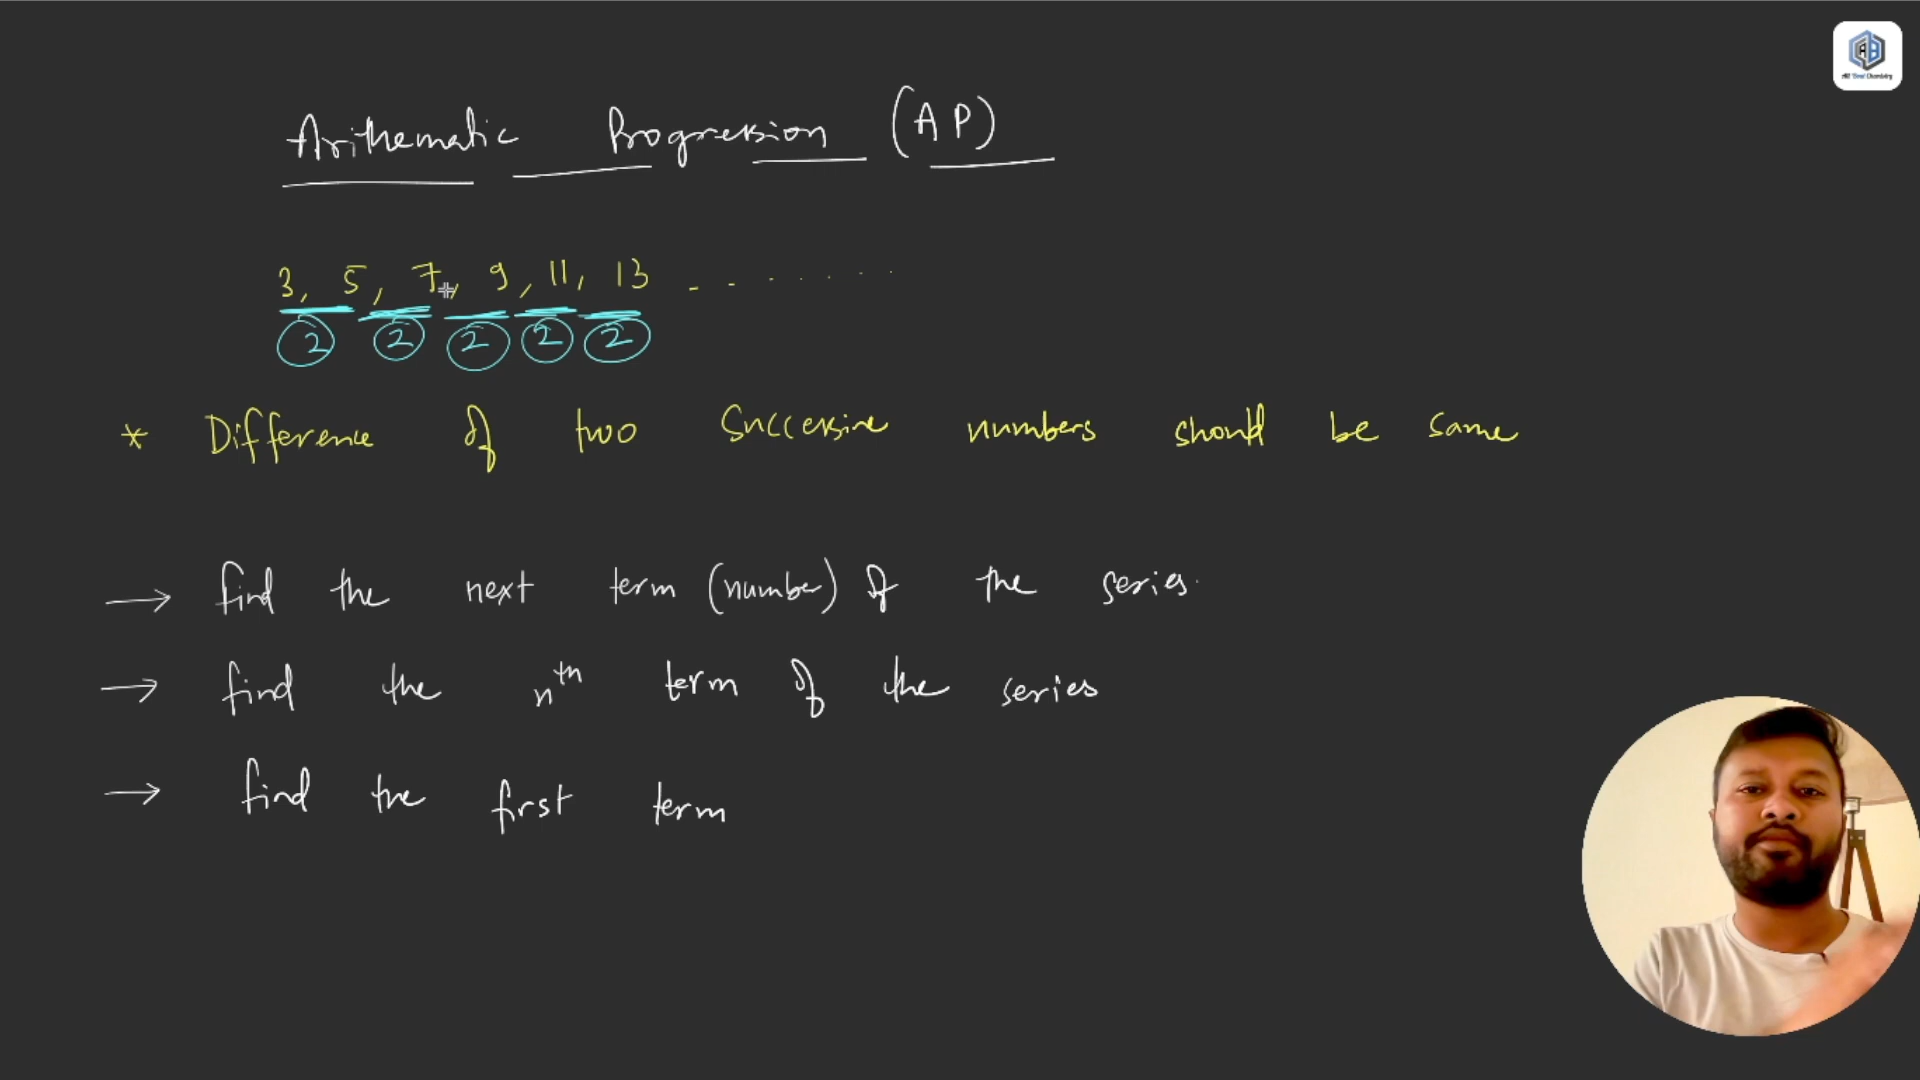 Arithematic Progression (AP)
3, 5, 7, 9, 11, 13 - - . . . . . .
2 2 2 2 2
* Difference of two Successive numbers should be same
→ find the next term (number) of the series.
→ find the nth term of the series
→ find the first term